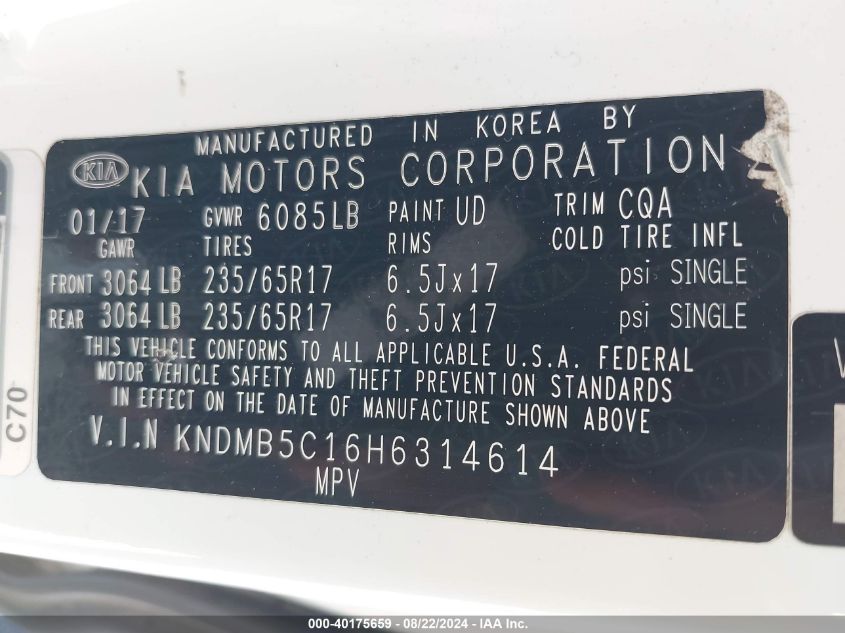 MANUFACTURED IN KOREA BY
KIA KIA MOTORS CORPORATION
01/17 GVWR 6085LB PAINT UD TRIM CQA
GAWR TIRES RIMS COLD TIRE INFL
FRONT 3064 LB 235/65R17 6.5Jx17 psi SINGLE
REAR 3064 LB 235/65R17 6.5Jx17 psi SINGLE
THIS VEHICLE CONFORMS TO ALL APPLICABLE U.S.A. FEDERAL
MOTOR VEHICLE SAFETY AND THEFT PREVENTION STANDARDS
IN EFFECT ON THE DATE OF MANUFACTURE SHOWN ABOVE
V.I.N KNDMB5C16H6314614
MPV
C70
000-40175659 - 08/22/2024 - IAA Inc.